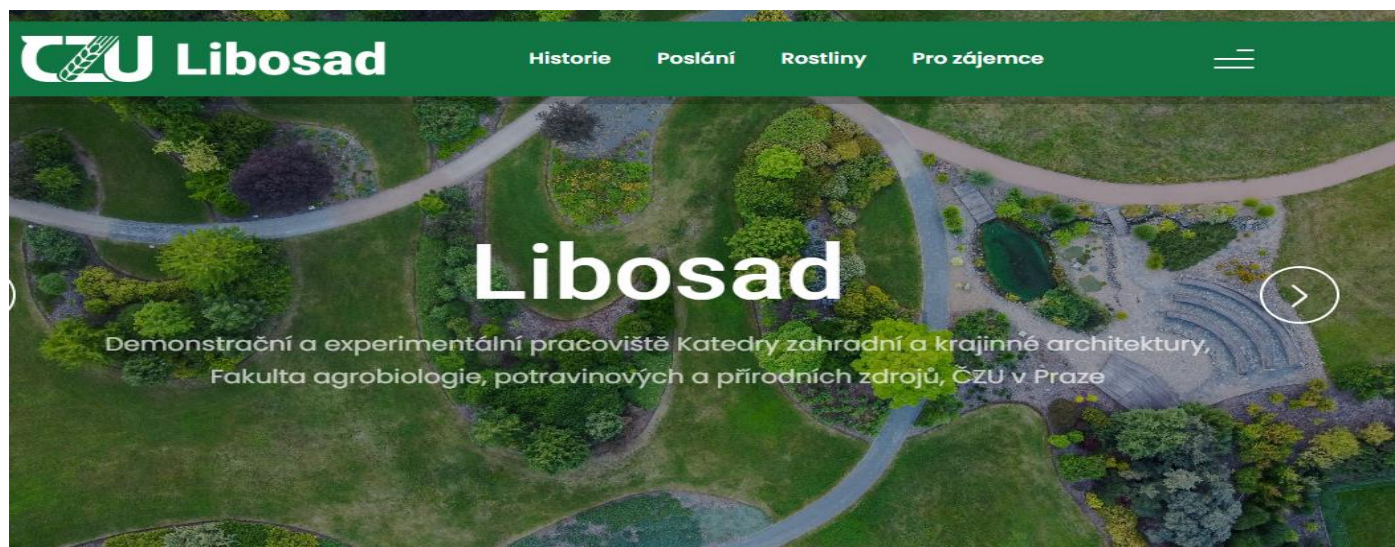 ČZU Libosad
Historie Poslání Rostliny Pro zájemce
Libosad
Demonstrační a experimentální pracoviště Katedry zahradní a krajinné architektury,
Fakulta agrobiologie, potravinových a přírodních zdrojů, ČZU v Praze